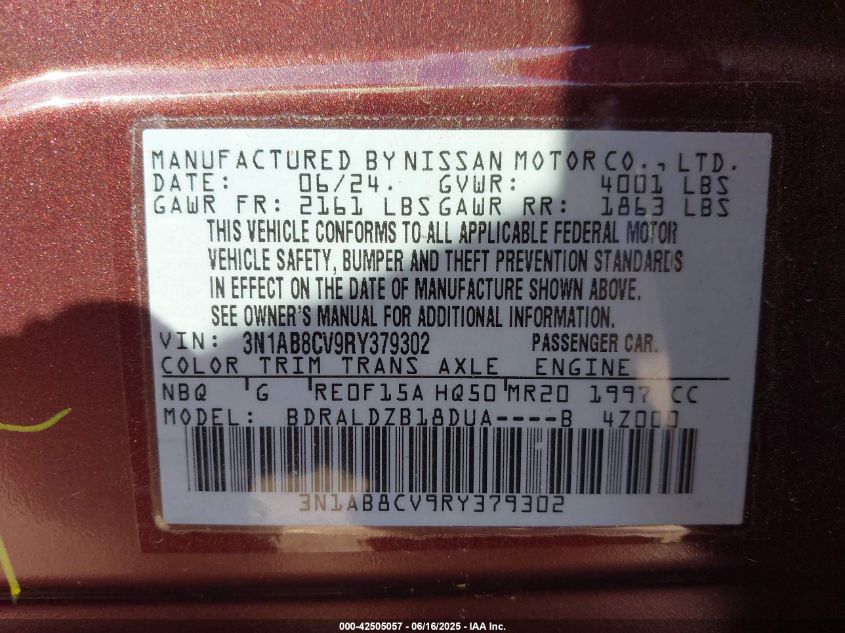 MANUFACTURED BY NISSAN MOTOR CO., LTD.
DATE: 06/24. GVWR: 4001 LBS
GAWR FR: 2161 LBS GAWR RR: 1863 LBS
THIS VEHICLE CONFORMS TO ALL APPLICABLE FEDERAL MOTOR
VEHICLE SAFETY, BUMPER AND THEFT PREVENTION STANDARDS
IN EFFECT ON THE DATE OF MANUFACTURE SHOWN ABOVE.
SEE OWNER'S MANUAL FOR ADDITIONAL INFORMATION.
VIN: 3N1AB8CV9RY379302 PASSENGER CAR.
COLOR TRIM TRANS AXLE ENGINE
NBQ 'G 'RE0F15A HQ50'MR20 1997 CC
MODEL: BDRALDZB18DUA----B 4Z000
3N1AB8CV9RY379302
000-42505057 - 06/16/2025 - IAA Inc.